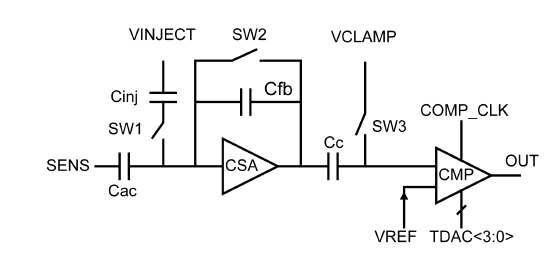 VINJECT
SW2
VCLAMP
Cinj
Cfb
COMP_CLK
SW1
SW3
Cc
SENS
CSA
OUT
CMP
Cac
VREF
TDAC<3:0>